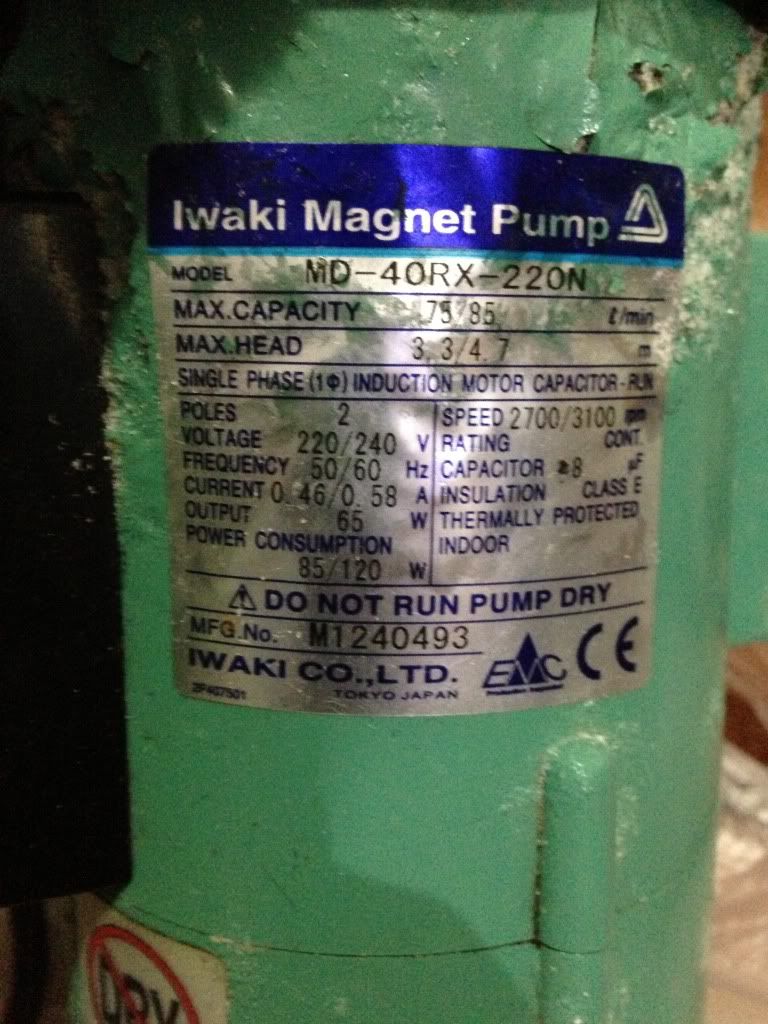 Iwaki Magnet Pump
MODEL MD-40RX-220N
MAX.CAPACITY 75/85 ℓ/min
MAX.HEAD 3.3/4.7 m
SINGLE PHASE (1Φ) INDUCTION MOTOR CAPACITOR-RUN
POLES 2
VOLTAGE 220/240 V
FREQUENCY 50/60 Hz
CURRENT 0.46/0.58 A
OUTPUT 65 W
POWER CONSUMPTION
85/120 W
SPEED 2700/3100 rpm
RATING CONT.
CAPACITOR 8 μF
INSULATION CLASS E
THERMALLY PROTECTED
INDOOR
DO NOT RUN PUMP DRY
MFG.No. M1240493
IWAKI CO.,LTD.
TOKYO JAPAN
EMC
CE
DRY